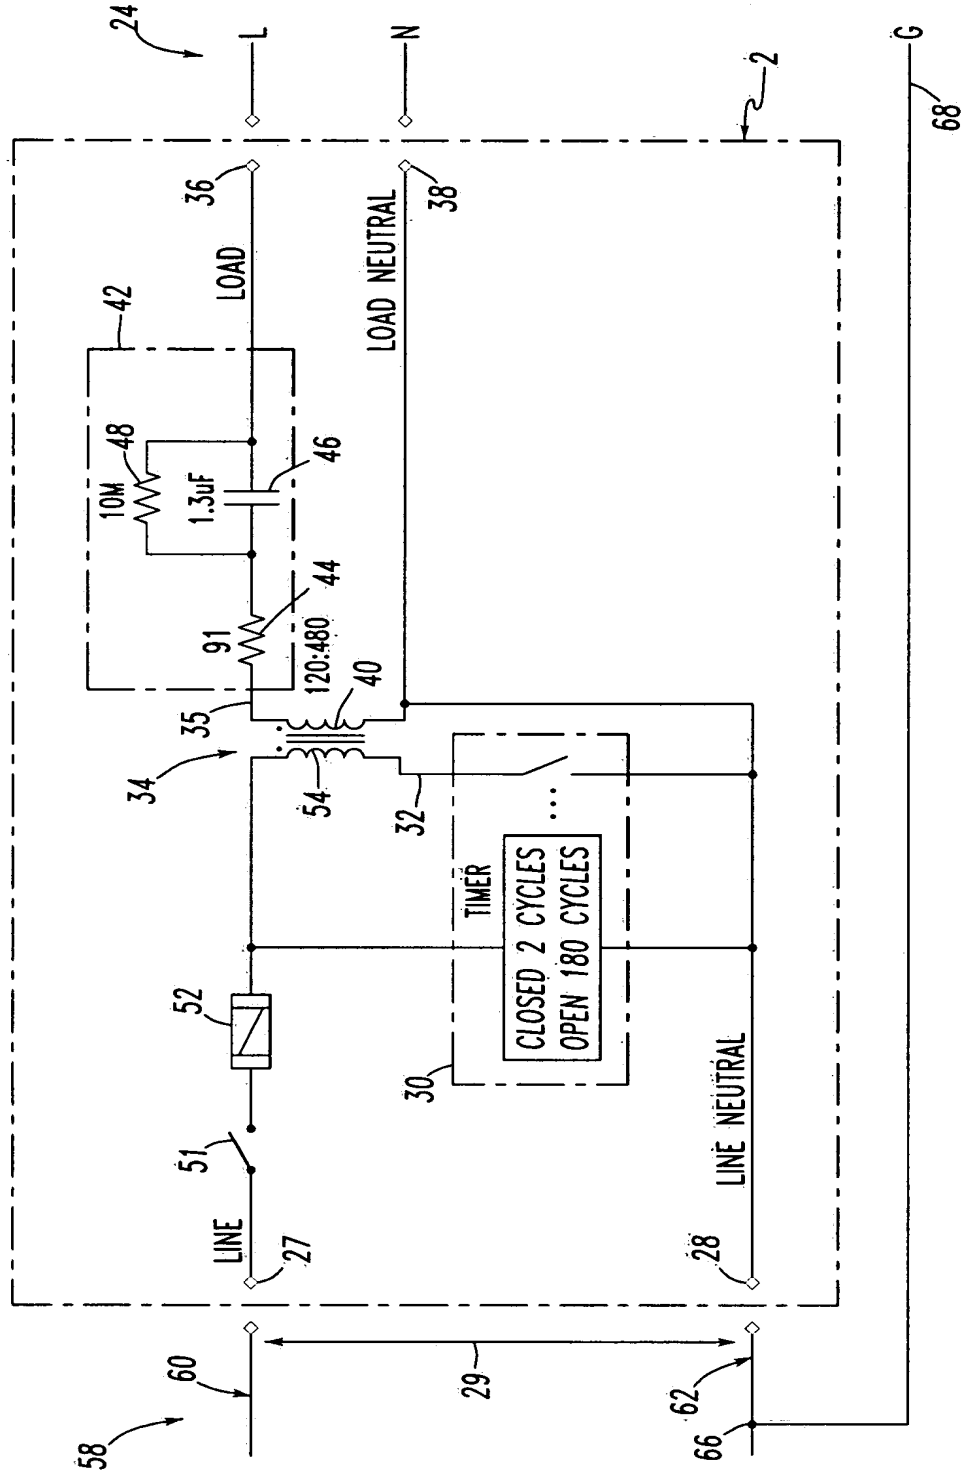 24
L
N
G
2
68
36
38
LOAD
LOAD NEUTRAL
42
48
10M
1.3uF
46
44
91
120:480
40
35
34
54
32
TIMER
CLOSED 2 CYCLES
OPEN 180 CYCLES
30
52
51
LINE
27
LINE NEUTRAL
28
29
60
62
58
66